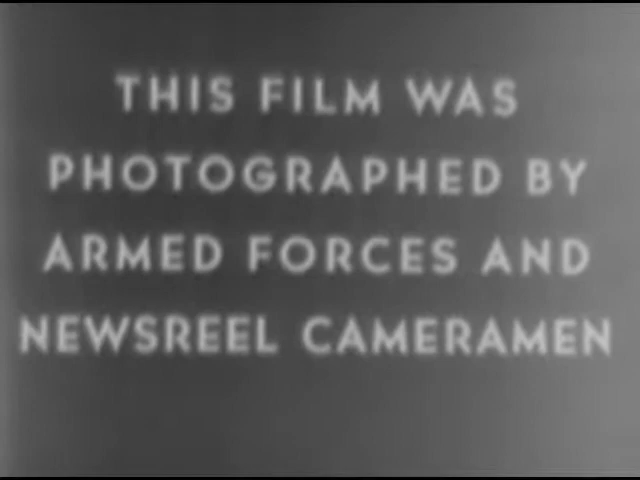 THIS FILM WAS
PHOTOGRAPHED BY
ARMED FORCES AND
NEWSREEL CAMERAMEN